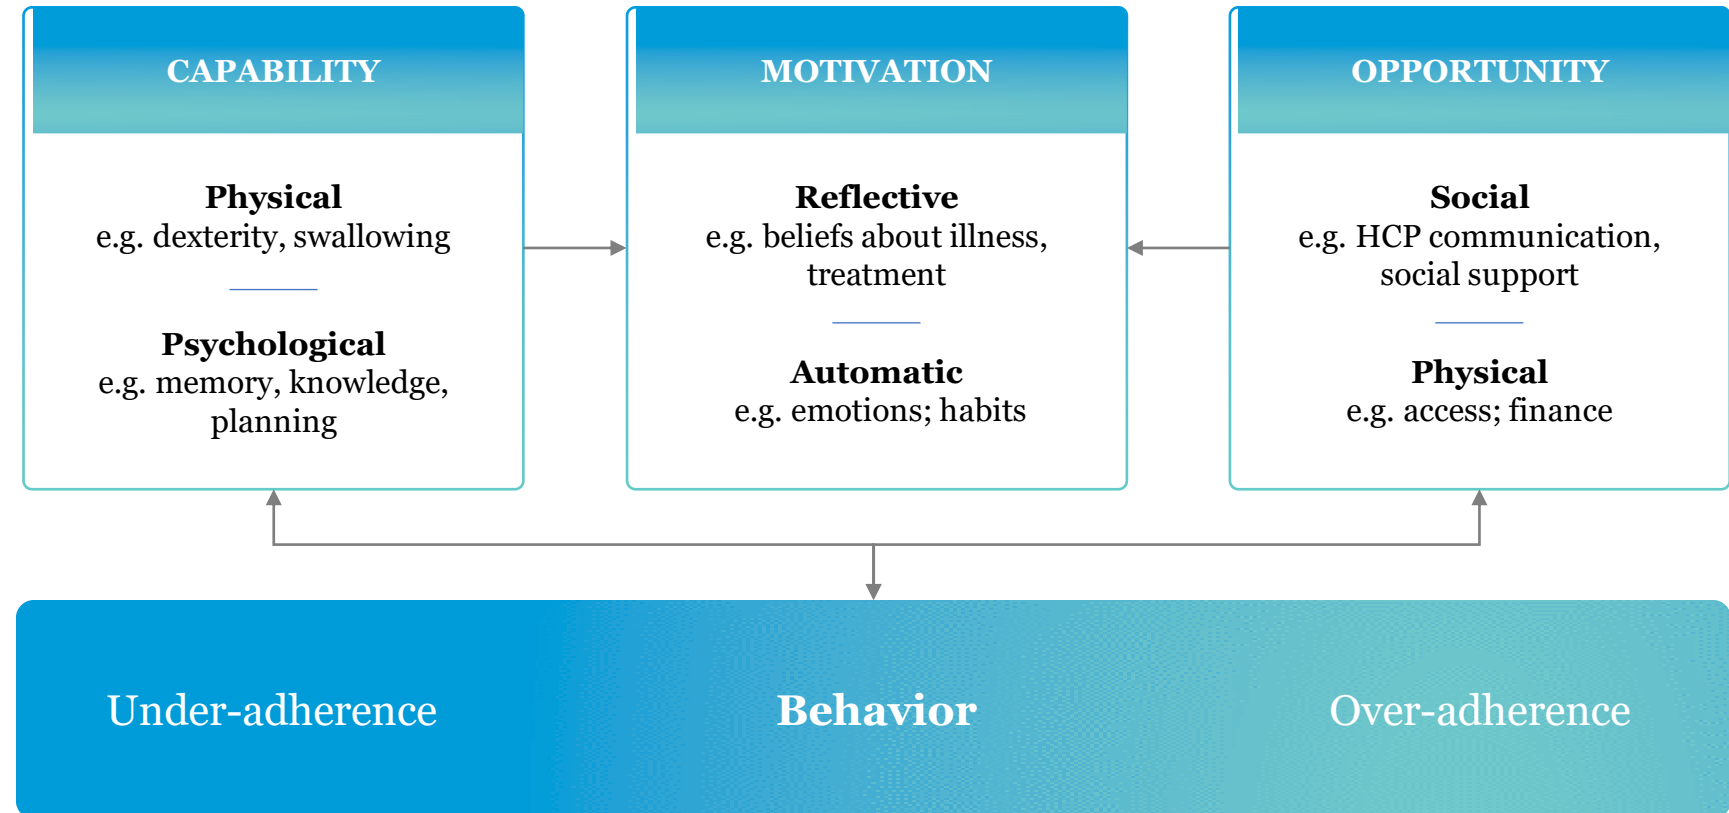 CAPABILITY
Physical
e.g. dexterity, swallowing
Psychological
e.g. memory, knowledge,
planning
MOTIVATION
Reflective
e.g. beliefs about illness,
treatment
Automatic
e.g. emotions; habits
OPPORTUNITY
Social
e.g. HCP communication,
social support
Physical
e.g. access; finance
Under-adherence
Behavior
Over-adherence